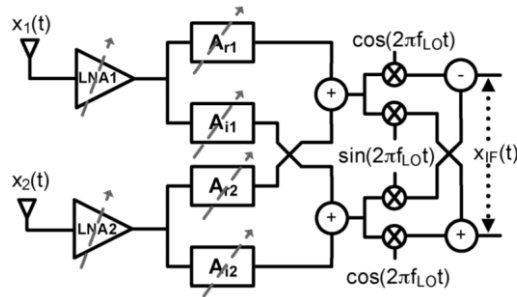 x1(t)
LNA1
Ar1
Ai1
+
cos(2πfLOt)
-
sin(2πfLOt)
xIF(t)
x2(t)
LNA2
Ar2
Ai2
+
+
cos(2πfLOt)